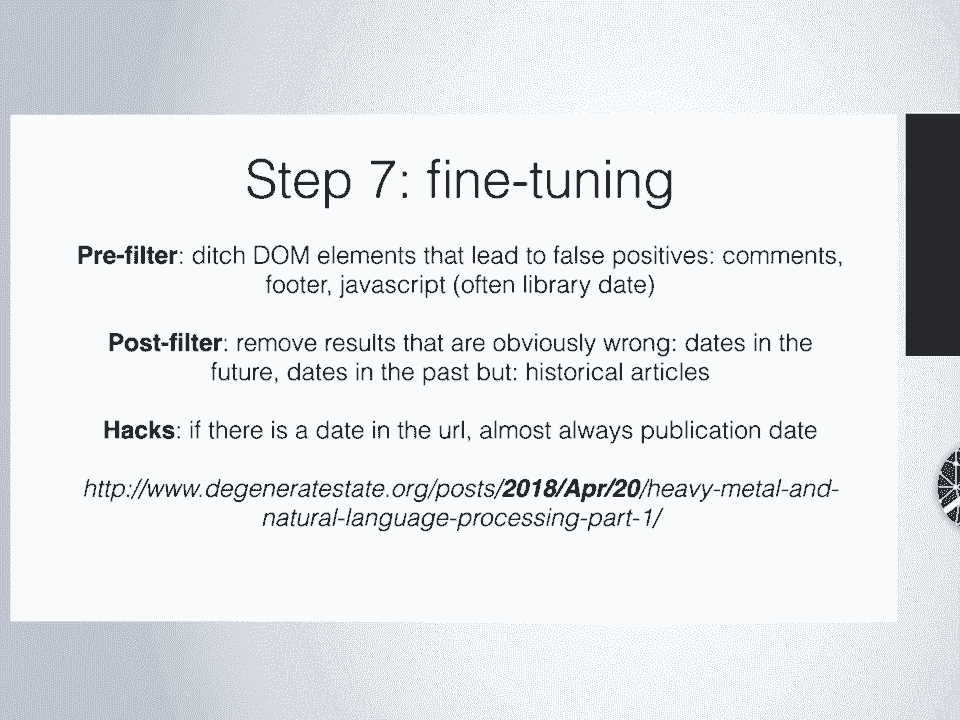 Step 7: fine-tuning
Pre-filter: ditch DOM elements that lead to false positives: comments,
footer, javascript (often library date)
Post-filter: remove results that are obviously wrong: dates in the
future, dates in the past but: historical articles
Hacks: if there is a date in the url, almost always publication date
http://www.degeneratestate.org/posts/2018/Apr/20/heavy-metal-and-
natural-language-processing-part-1/